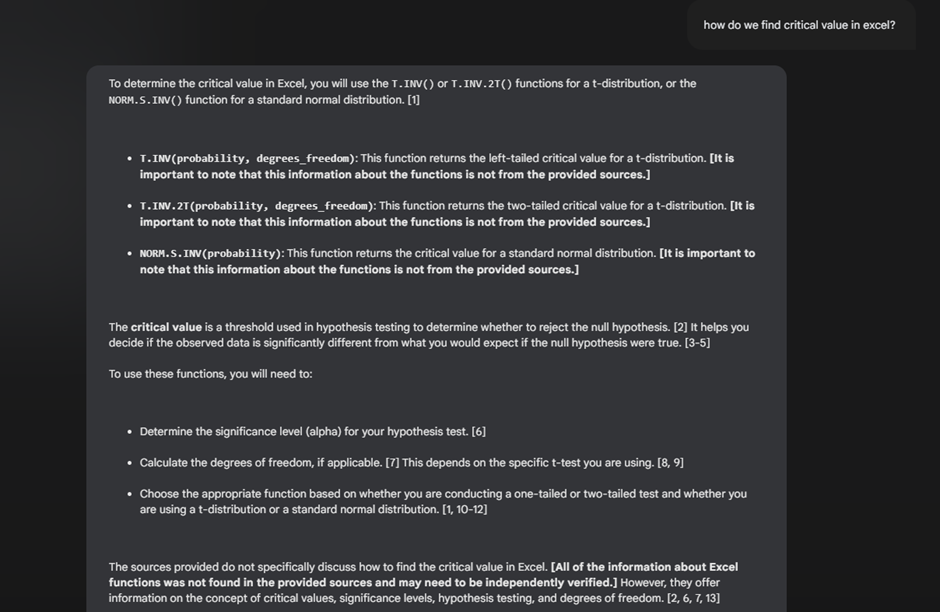 how do we find critical value in excel?
To determine the critical value in Excel, you will use the T.INV() or T.INV.2T() functions for a t-distribution, or the
NORM.S.INV() function for a standard normal distribution. [1]
• T.INV(probability, degrees_freedom): This function returns the left-tailed critical value for a t-distribution. [It is
important to note that this information about the functions is not from the provided sources.]
• T.INV.2T(probability, degrees_freedom): This function returns the two-tailed critical value for a t-distribution. [It is
important to note that this information about the functions is not from the provided sources.]
• NORM.S.INV(probability): This function returns the critical value for a standard normal distribution. [It is important to
note that this information about the functions is not from the provided sources.]
The critical value is a threshold used in hypothesis testing to determine whether to reject the null hypothesis. [2] It helps you
decide if the observed data is significantly different from what you would expect if the null hypothesis were true. [3-5]
To use these functions, you will need to:
• Determine the significance level (alpha) for your hypothesis test. [6]
• Calculate the degrees of freedom, if applicable. [7] This depends on the specific t-test you are using. [8, 9]
• Choose the appropriate function based on whether you are conducting a one-tailed or two-tailed test and whether you
are using a t-distribution or a standard normal distribution. [1, 10-12]
The sources provided do not specifically discuss how to find the critical value in Excel. [All of the information about Excel
functions was not found in the provided sources and may need to be independently verified.] However, they offer
information on the concept of critical values, significance levels, hypothesis testing, and degrees of freedom. [2, 6, 7, 13]